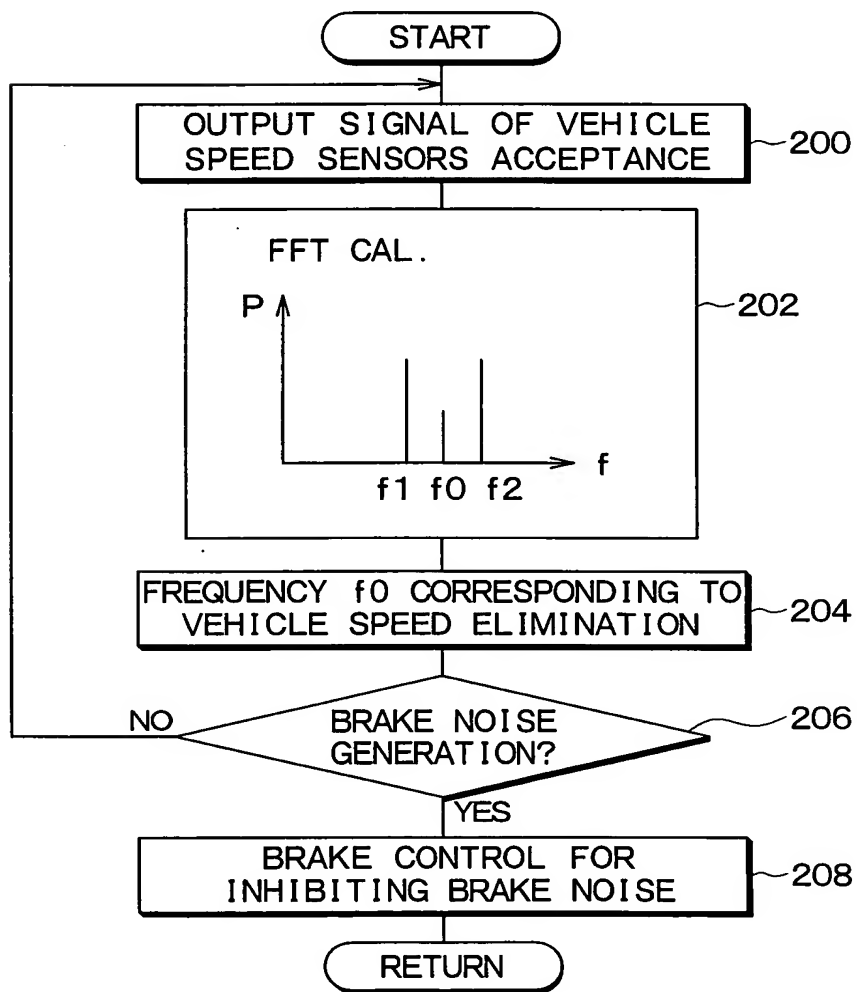 START
OUTPUT SIGNAL OF VEHICLE
SPEED SENSORS ACCEPTANCE
200
FFT CAL.
P
202
f
f1 f0 f2
FREQUENCY f0 CORRESPONDING TO
VEHICLE SPEED ELIMINATION
204
NO
BRAKE NOISE
GENERATION?
206
YES
BRAKE CONTROL FOR
INHIBITING BRAKE NOISE
208
RETURN